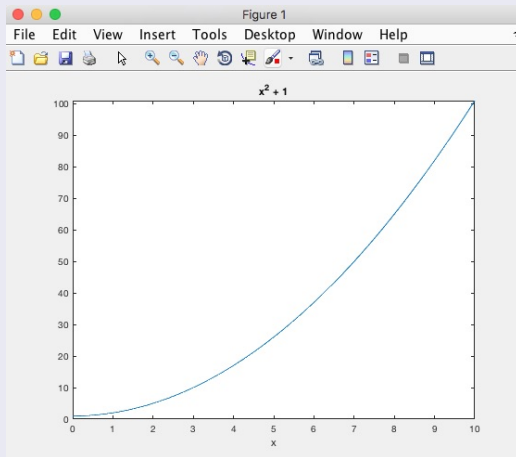 Figure 1
File Edit View Insert Tools Desktop Window Help
x² + 1
100
90
80
70
60
50
40
30
20
10
0
0 1 2 3 4 5 6 7 8 9 10
x